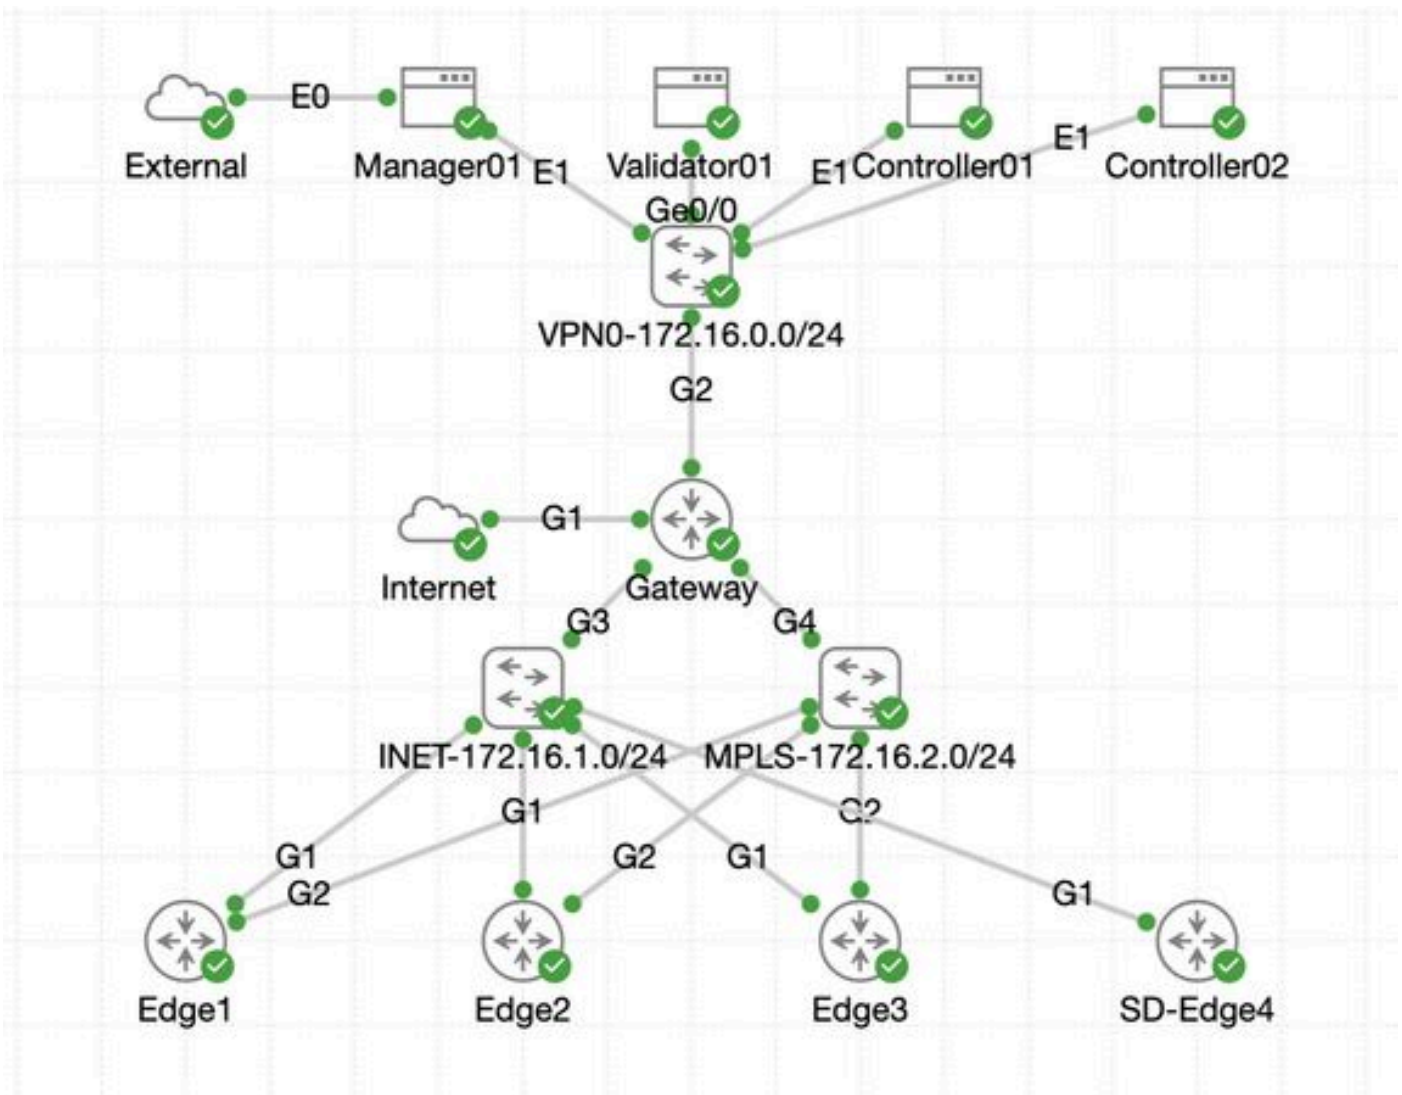 E0
External
Manager01
E1
Validator01
E1
Controller01
E1
Controller02
Ge0/0
VPN0-172.16.0.0/24
G2
G1
Internet
Gateway
G3
G4
INET-172.16.1.0/24
MPLS-172.16.2.0/24
G1
G2
G1
G2
G1
G2
G1
Edge1
Edge2
Edge3
SD-Edge4